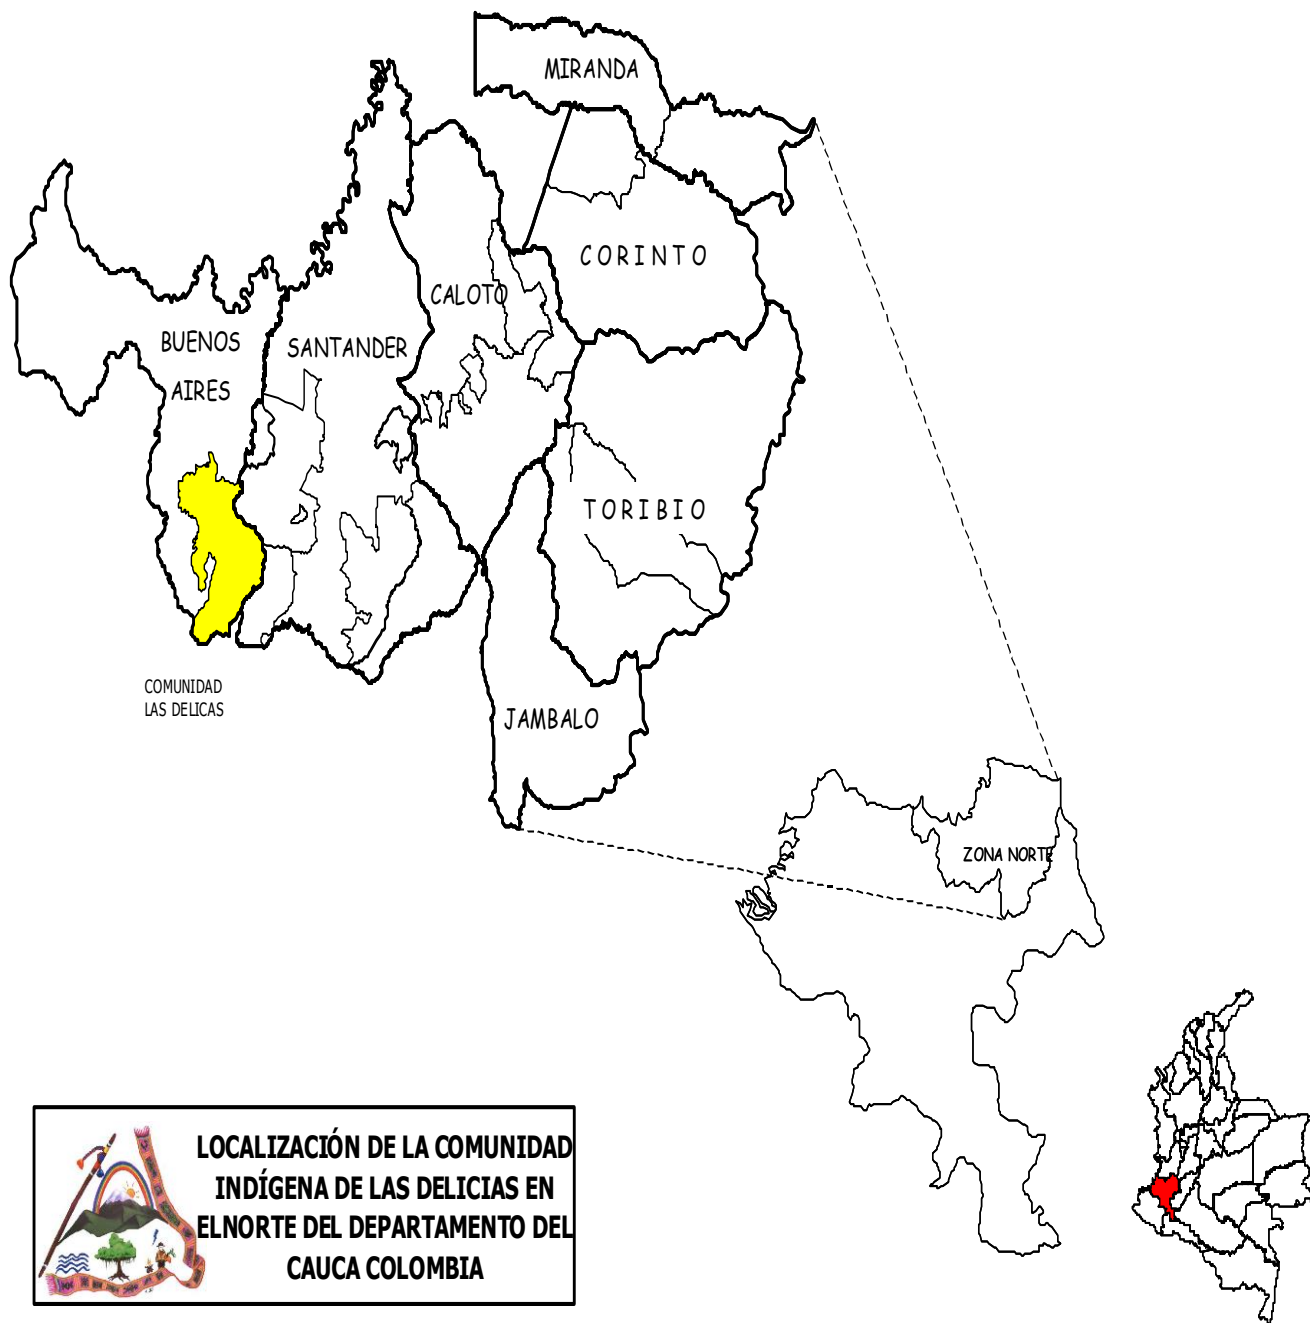 MIRANDA
CORINTO
CALOTO
BUENOS
AIRES
SANTANDER
TORIBIO
COMUNIDAD
LAS DELICAS
JAMBALO
ZONA NORTE
LOCALIZACIÓN DE LA COMUNIDAD
INDÍGENA DE LAS DELICIAS EN
ELNORTE DEL DEPARTAMENTO DEL
CAUCA COLOMBIA